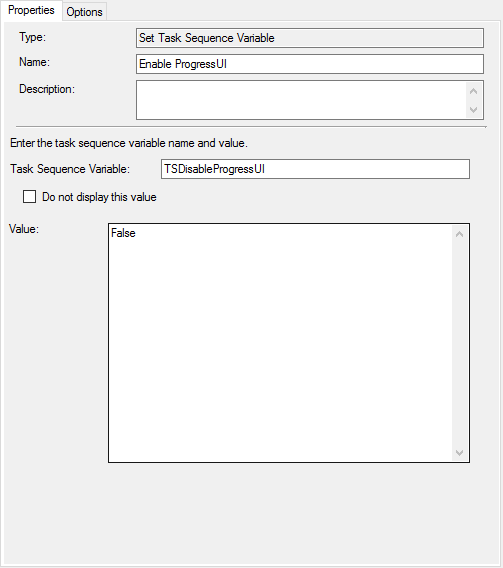 Properties Options
Type: Set Task Sequence Variable
Name: Enable ProgressUI
Description:
Enter the task sequence variable name and value.
Task Sequence Variable: TSDisableProgressUI
Do not display this value
Value: False